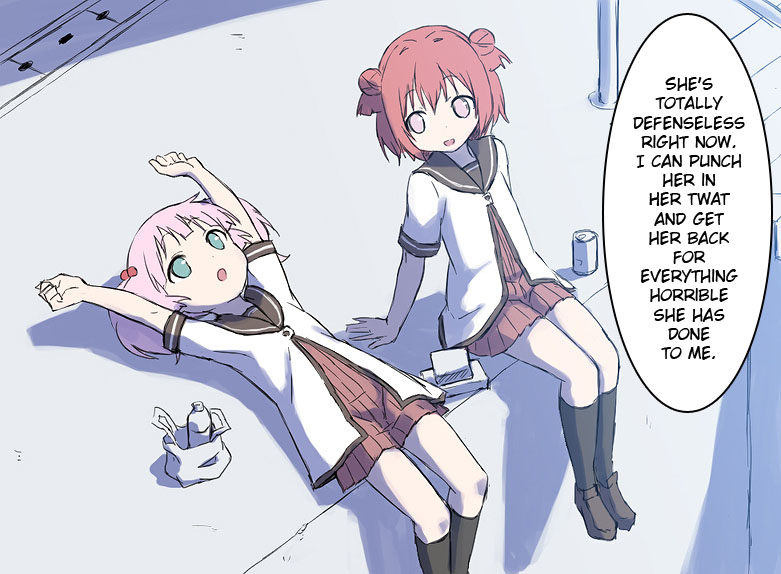 SHE'S
TOTALLY
DEFENSELESS
RIGHT NOW.
I CAN PUNCH
HER IN
HER TWAT
AND GET
HER BACK
FOR
EVERYTHING
HORRIBLE
SHE HAS
DONE
TO ME.